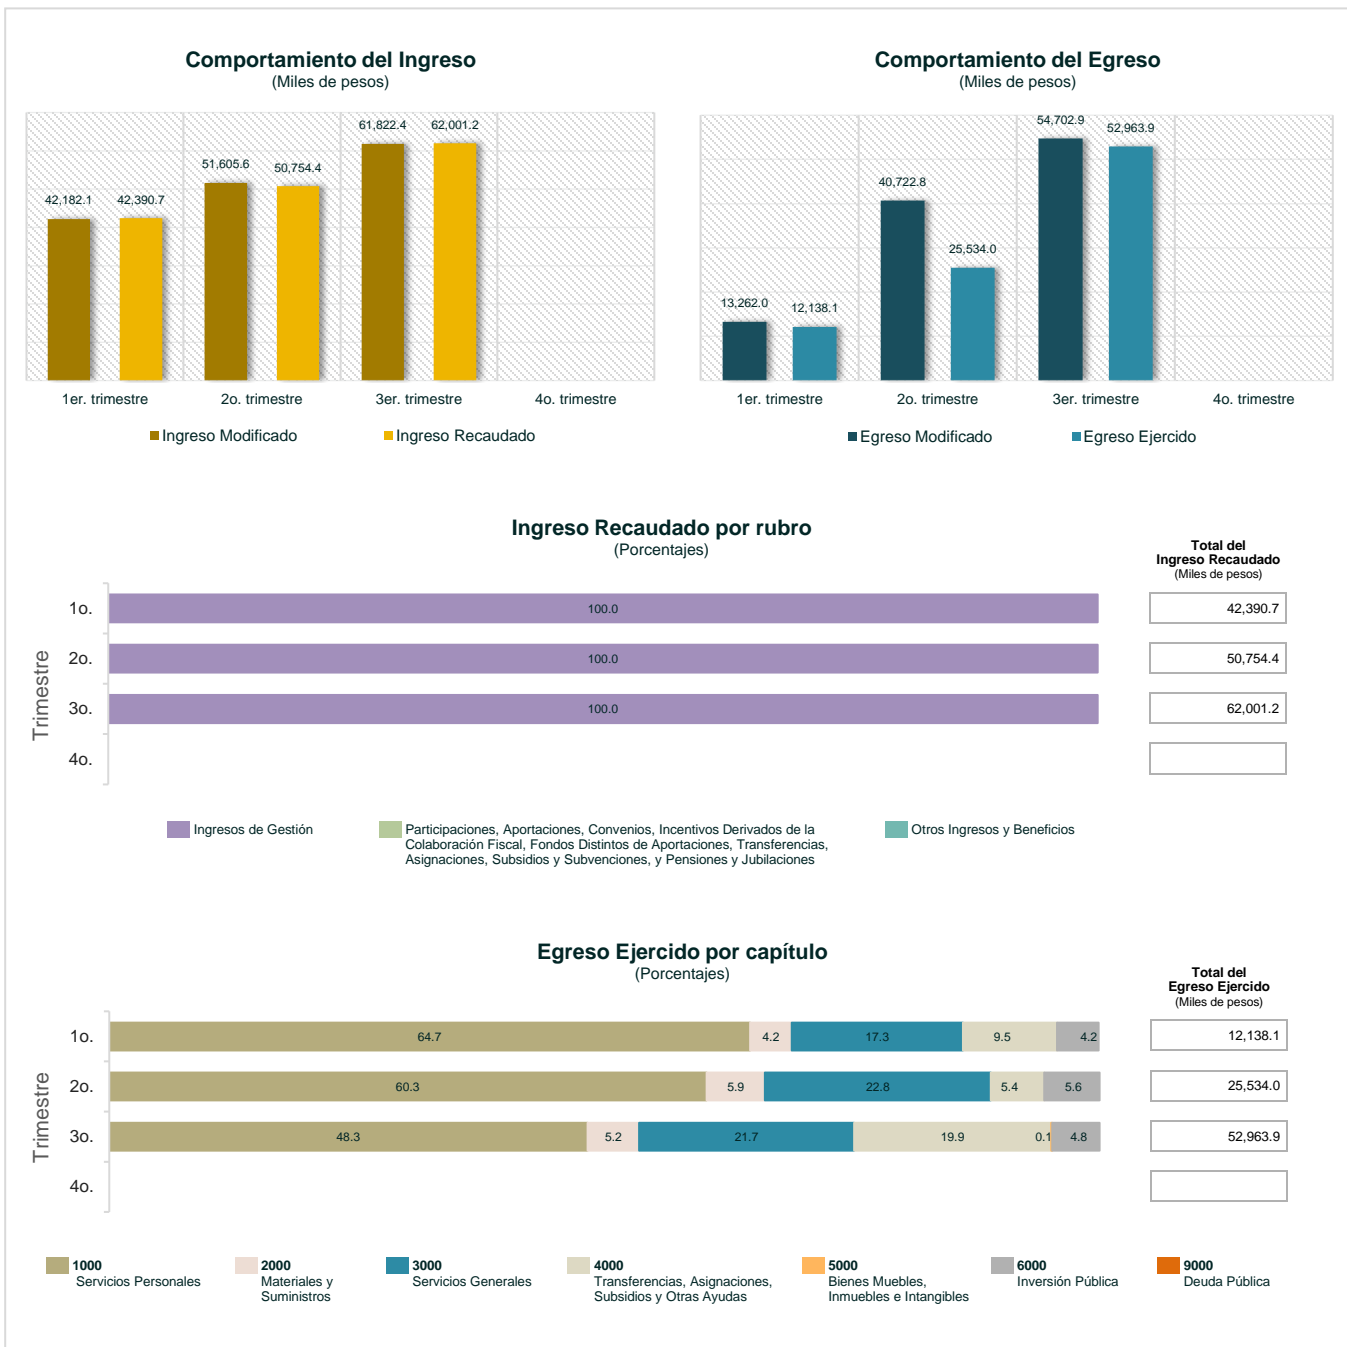 Comportamiento del Ingreso
(Miles de pesos)
42,182.1
42,390.7
51,605.6
50,754.4
61,822.4
62,001.2
1er. trimestre
2o. trimestre
3er. trimestre
4o. trimestre
Ingreso Modificado
Ingreso Recaudado
Comportamiento del Egreso
(Miles de pesos)
13,262.0
12,138.1
40,722.8
25,534.0
54,702.9
52,963.9
1er. trimestre
2o. trimestre
3er. trimestre
4o. trimestre
Egreso Modificado
Egreso Ejercido
Ingreso Recaudado por rubro
(Porcentajes)
Total del
Ingreso Recaudado
(Miles de pesos)
Trimestre
1o.
100.0
42,390.7
2o.
100.0
50,754.4
3o.
100.0
62,001.2
4o.
Ingresos de Gestión
Participaciones, Aportaciones, Convenios, Incentivos Derivados de la
Colaboración Fiscal, Fondos Distintos de Aportaciones, Transferencias,
Asignaciones, Subsidios y Subvenciones, y Pensiones y Jubilaciones
Otros Ingresos y Beneficios
Egreso Ejercido por capítulo
(Porcentajes)
Total del
Egreso Ejercido
(Miles de pesos)
Trimestre
1o.
64.7
4.2
17.3
9.5
4.2
12,138.1
2o.
60.3
5.9
22.8
5.4
5.6
25,534.0
3o.
48.3
5.2
21.7
19.9
0.1
4.8
52,963.9
4o.
1000
Servicios Personales
2000
Materiales y
Suministros
3000
Servicios Generales
4000
Transferencias, Asignaciones,
Subsidios y Otras Ayudas
5000
Bienes Muebles,
Inmuebles e Intangibles
6000
Inversión Pública
9000
Deuda Pública